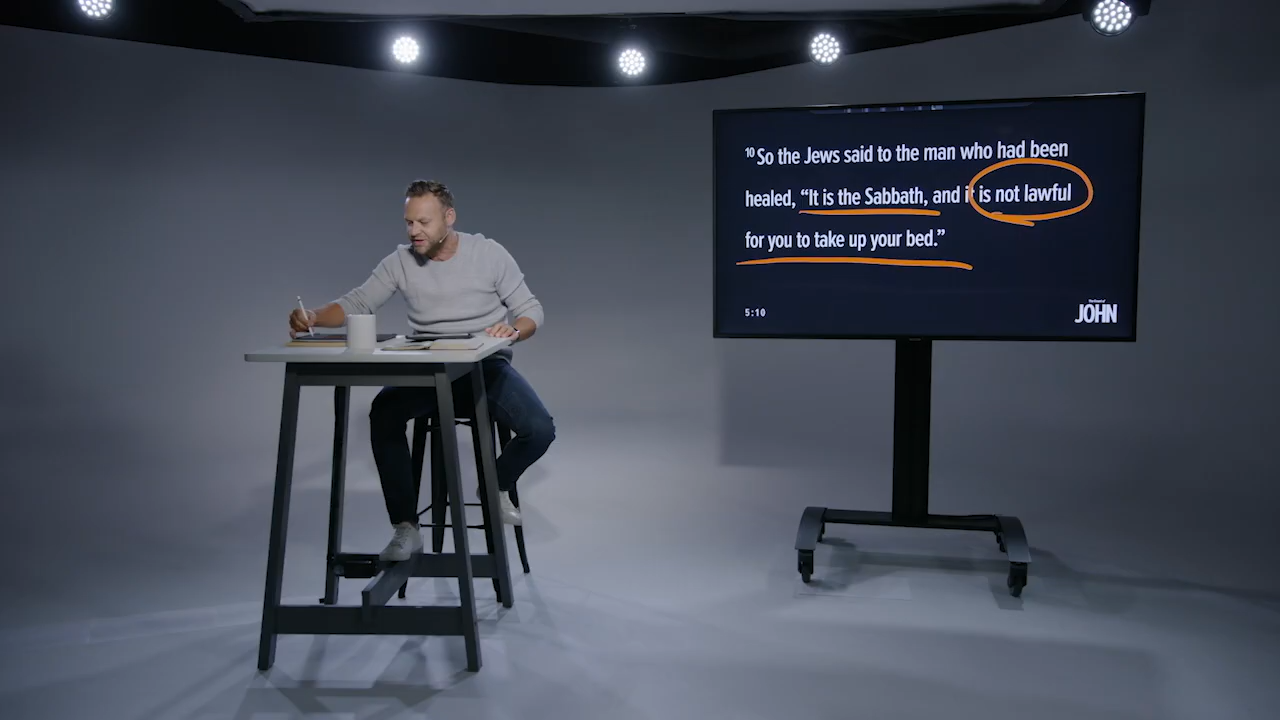 10 So the Jews said to the man who had been
healed, “It is the Sabbath, and it is not lawful
for you to take up your bed.”
5:10
JOHN